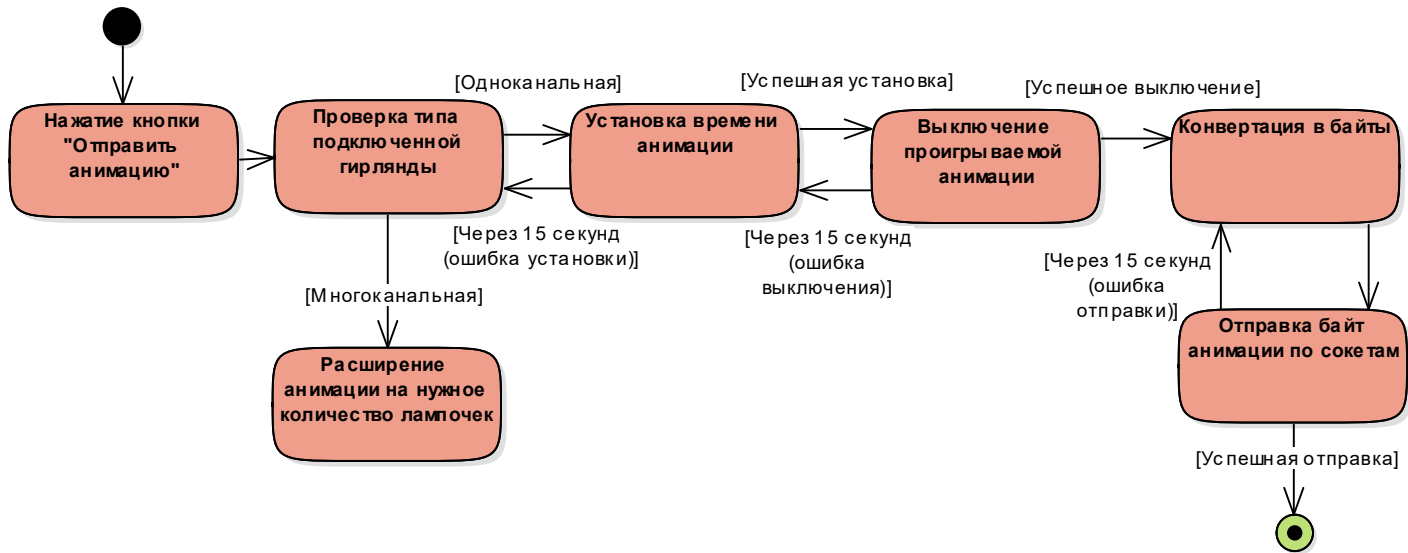 [Одноканальная]
[Успешная установка]
[Успешное выключение]
Нажатие кнопки
"Отправить
анимацию"
Проверка типа
подключенной
гирлянды
Установка времени
анимации
Выключение
проигрываемой
анимации
Конвертация в байты
[Через 15 секунд
(ошибка установки)]
[Через 15 секунд
(ошибка
выключения)]
[Через 15 секунд
(ошибка
отправки)]
[Многоканальная]
Расширение
анимации на нужное
количество лампочек
Отправка байт
анимации по сокетам
[Успешная отправка]